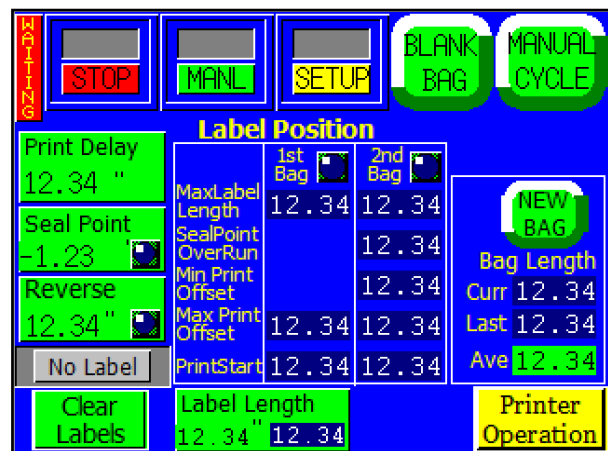 WAITING
STOP
MANL
SETUP
BLANK
BAG
MANUAL
CYCLE
Label Position
Print Delay
12.34 "
Seal Point
-1.23 "
Reverse
12.34"
No Label
1st
Bag
2nd
Bag
MaxLabel
Length 12.34 12.34
SealPoint
OverRun 12.34
Min Print
Offset 12.34
Max Print
Offset 12.34 12.34
PrintStart 12.34 12.34
NEW
BAG
Bag Length
Curr 12.34
Last 12.34
Ave 12.34
Clear
Labels
Label Length
12.34" 12.34
Printer
Operation